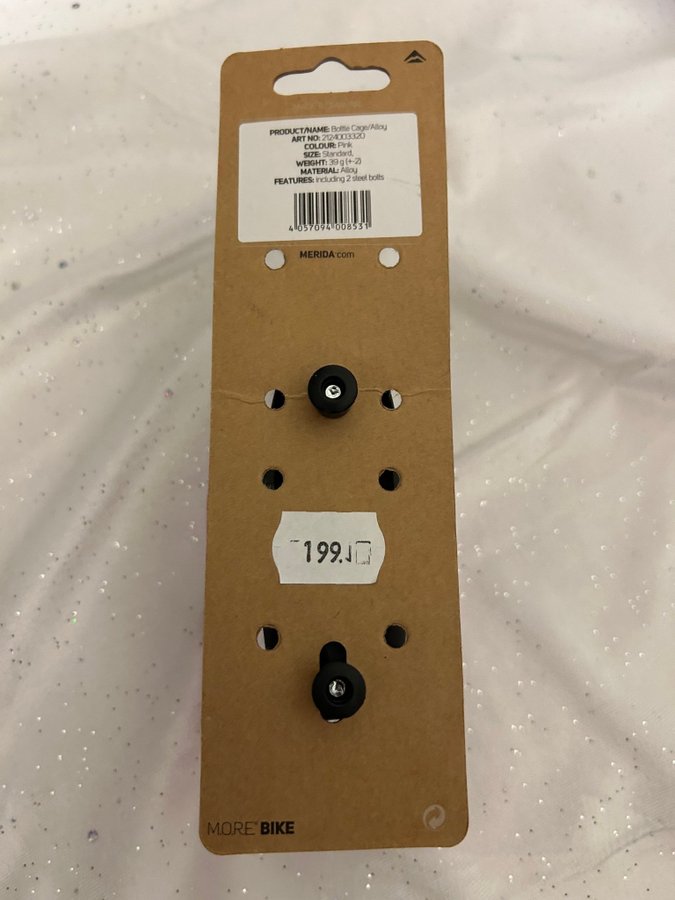 PRODUCT/NAME: Bottle Cage/Alloy
ART NO: 2124003320
COLOUR: Pink
SIZE: Standard,
WEIGHT: 39 g (+-2)
MATERIAL: Alloy
FEATURES: including 2 steel bolts
4 057094 008531
MERIDA.com
199.
M.O.R.E.® BIKE